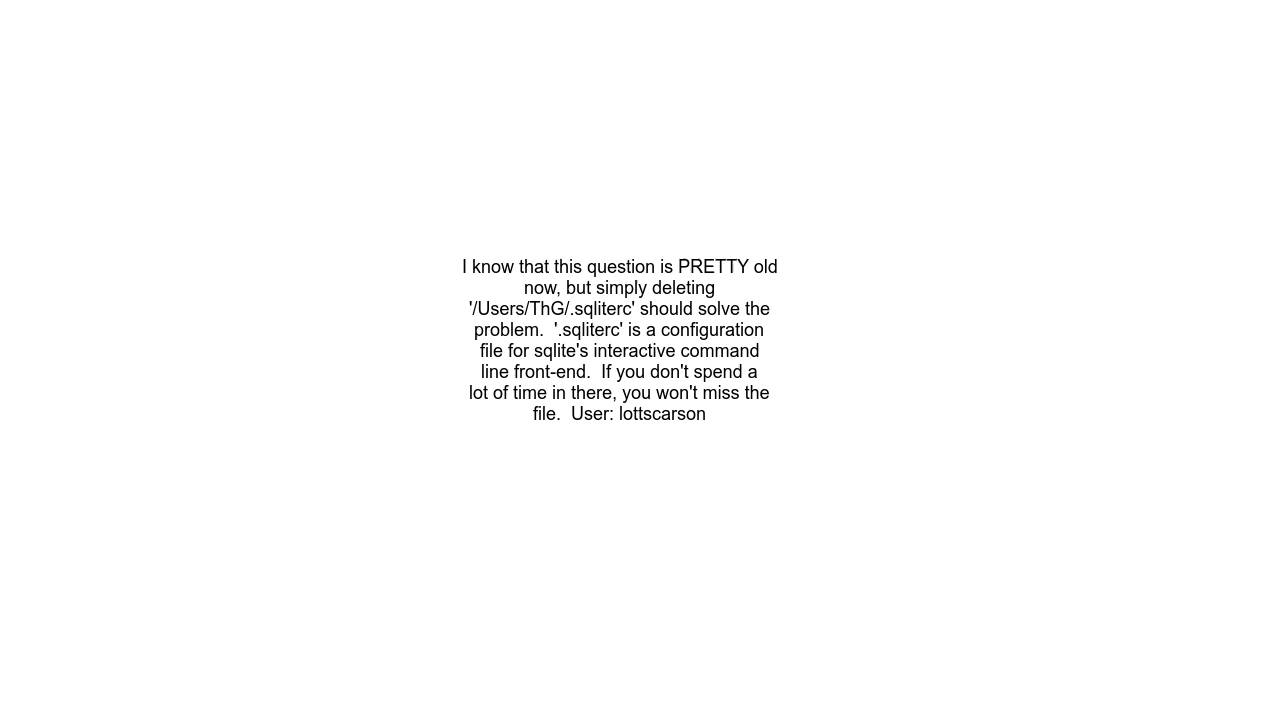 I know that this question is PRETTY old
now, but simply deleting
'/Users/ThG/.sqliterc' should solve the
problem.  '.sqliterc' is a configuration
file for sqlite's interactive command
line front-end.  If you don't spend a
lot of time in there, you won't miss the
file.  User: lottscarson